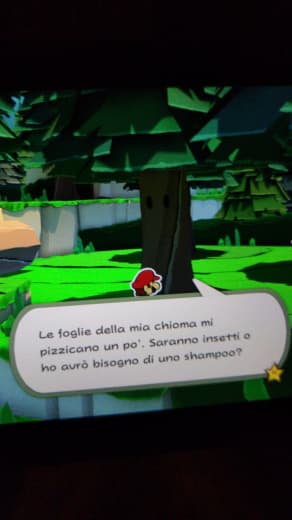 Le foglie della mia chioma mi
pizzicano un po'. Saranno insetti o
ho avrò bisogno di uno shampoo?